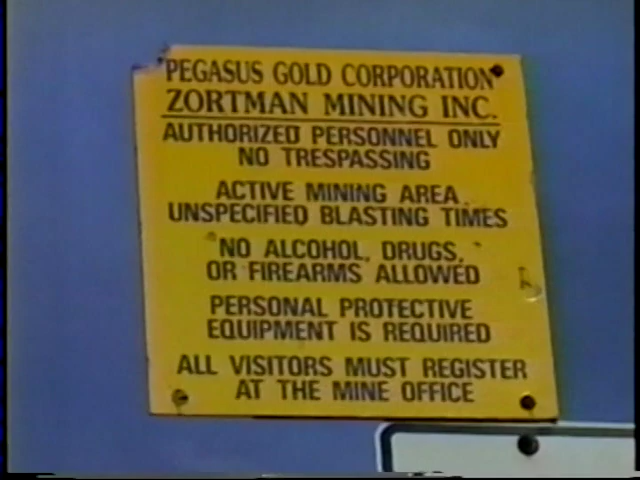 PEGASUS GOLD CORPORATION
ZORTMAN MINING INC.
AUTHORIZED PERSONNEL ONLY
NO TRESPASSING
ACTIVE MINING AREA
UNSPECIFIED BLASTING TIMES
NO ALCOHOL, DRUGS,
OR FIREARMS ALLOWED
PERSONAL PROTECTIVE
EQUIPMENT IS REQUIRED
ALL VISITORS MUST REGISTER
AT THE MINE OFFICE